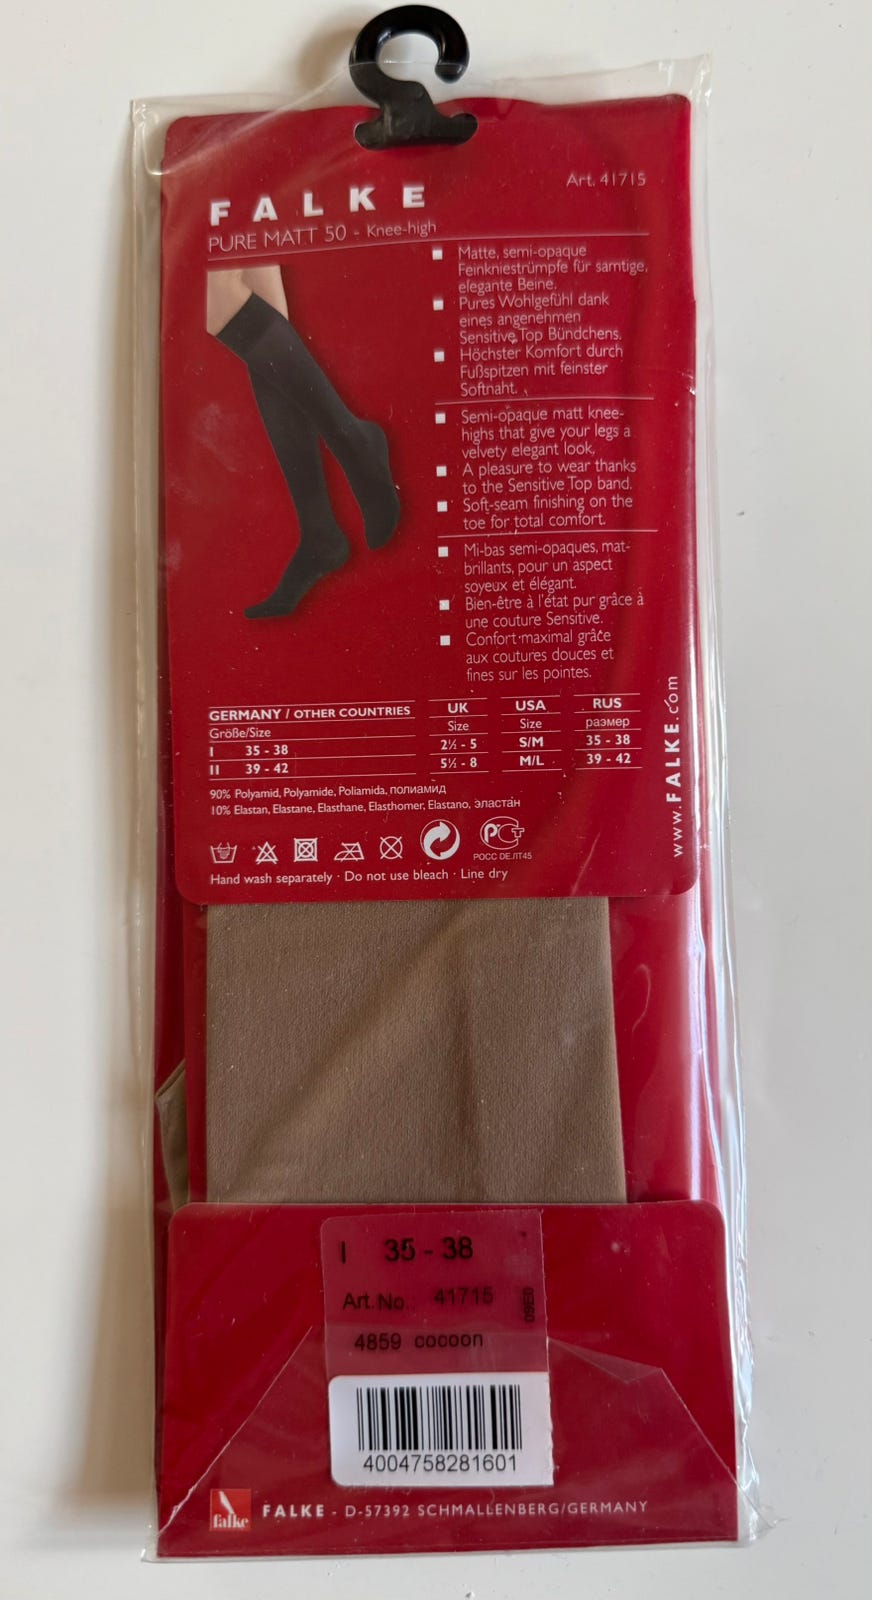 FALKE
Art. 41715
PURE MATT 50 - Knee-high
Matte, semi-opaque
Feinkniestrümpfe für samtige,
elegante Beine.
Pures Wohlgefühl dank
eines angenehmen
Sensitive Top Bündchens.
Höchster Komfort durch
Fußspitzen mit feinster
Softnaht.
Semi-opaque matt knee-
highs that give your legs a
velvety elegant look.
A pleasure to wear thanks
to the Sensitive Top band.
Soft-seam finishing on the
toe for total comfort.
Mi-bas semi-opaques, mat-
brillants, pour un aspect
soyeux et élégant.
Bien-être à l'état pur grâce à
une couture Sensitive.
Confort maximal grâce
aux coutures douces et
fines sur les pointes.
GERMANY / OTHER COUNTRIES UK USA RUS
Größe/Size Size Size размер
I 35 - 38 2½ - 5 S/M 35 - 38
II 39 - 42 5½ - 8 M/L 39 - 42
90% Polyamid, Polyamide, Poliamida, полиамид
10% Elastan, Elastane, Elasthane, Elasthomer, Elastano, эластан
РОСС DE.ЛТ45
Hand wash separately · Do not use bleach · Line dry
www.FALKE.com
I 35 - 38
Art.No. 41715
4859 cocoon
4004758281601
falke
FALKE - D-57392 SCHMALLENBERG/GERMANY